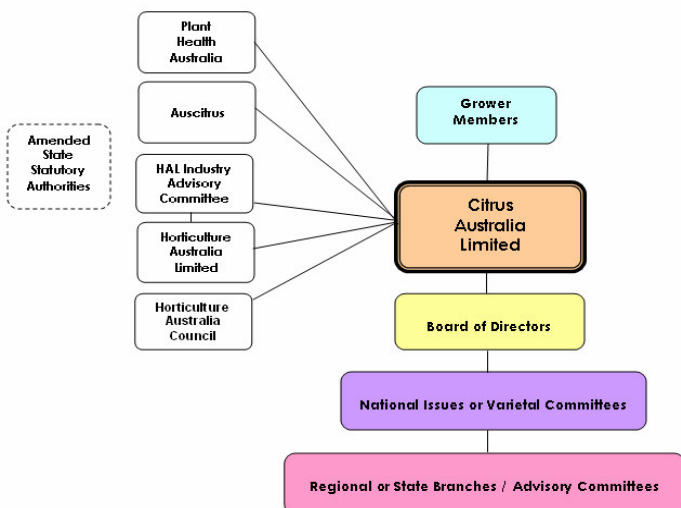 Plant
Health
Australia
Auscitrus
Amended
State
Statutory
Authorities
HAL Industry
Advisory
Committee
Horticulture
Australia
Limited
Horticulture
Australia
Council
Grower
Members
Citrus
Australia
Limited
Board of Directors
National Issues or Varietal Committees
Regional or State Branches / Advisory Committees